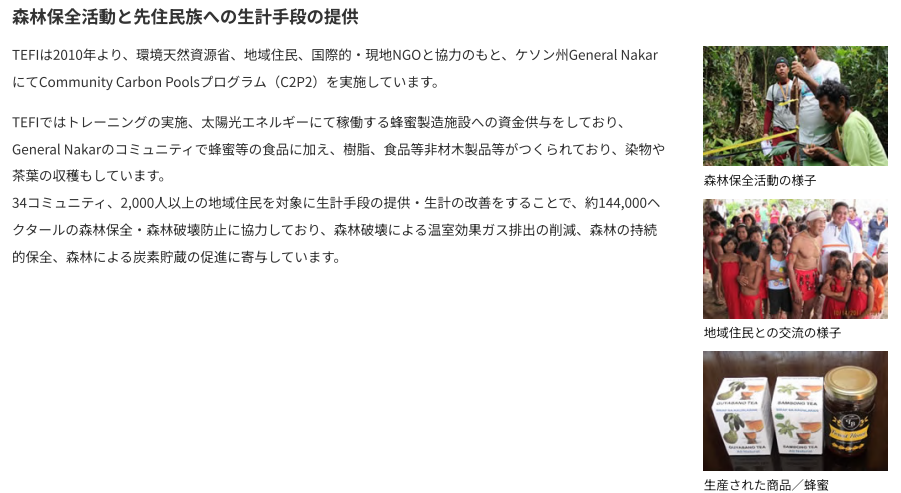 森林保全活動と先住民族への生計手段の提供
TEFIは2010年より、環境天然資源省、地域住民、国際的・現地NGOと協力のもと、ケソン州General Nakar
にてCommunity Carbon Poolsプログラム（C2P2）を実施しています。
TEFIではトレーニングの実施、太陽光エネルギーにて稼働する蜂蜜製造施設への資金供与をしており、
General Nakarのコミュニティで蜂蜜等の食品に加え、樹脂、食品等非材木製品等がつくられており、染物や
茶葉の収穫もしています。
34コミュニティ、2,000人以上の地域住民を対象に生計手段の提供・生計の改善をすることで、約144,000ヘ
クタールの森林保全・森林破壊防止に協力しており、森林破壊による温室効果ガス排出の削減、森林の持続
的保全、森林による炭素貯蔵の促進に寄与しています。
森林保全活動の様子
地域住民との交流の様子
GUYABANO TEA
SAMBONG TEA
GUYABANO TEA
SAMBONG TEA
Forest Honey
生産された商品／蜂蜜